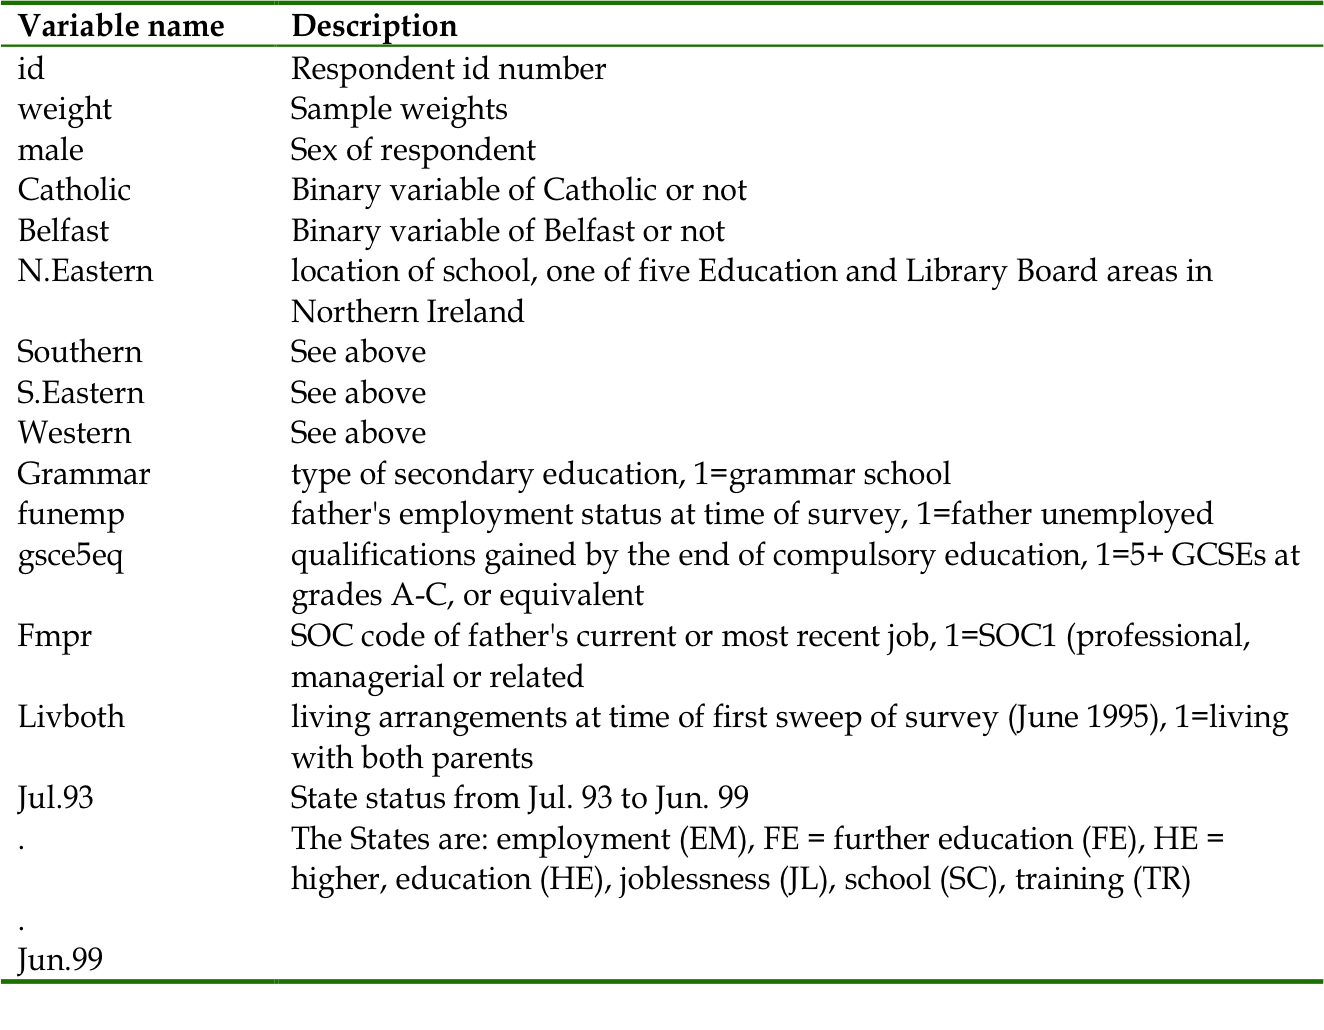 Variable name Description
id Respondent id number
weight Sample weights
male Sex of respondent
Catholic Binary variable of Catholic or not
Belfast Binary variable of Belfast or not
N.Eastern location of school, one of five Education and Library Board areas in
Northern Ireland
Southern See above
S.Eastern See above
Western See above
Grammar type of secondary education, 1=grammar school
funemp father's employment status at time of survey, 1=father unemployed
gsce5eq qualifications gained by the end of compulsory education, 1=5+ GCSEs at
grades A-C, or equivalent
Fmpr SOC code of father's current or most recent job, 1=SOC1 (professional,
managerial or related
Livboth living arrangements at time of first sweep of survey (June 1995), 1=living
with both parents
Jul.93 State status from Jul. 93 to Jun. 99
. The States are: employment (EM), FE = further education (FE), HE =
higher, education (HE), joblessness (JL), school (SC), training (TR)
.
Jun.99